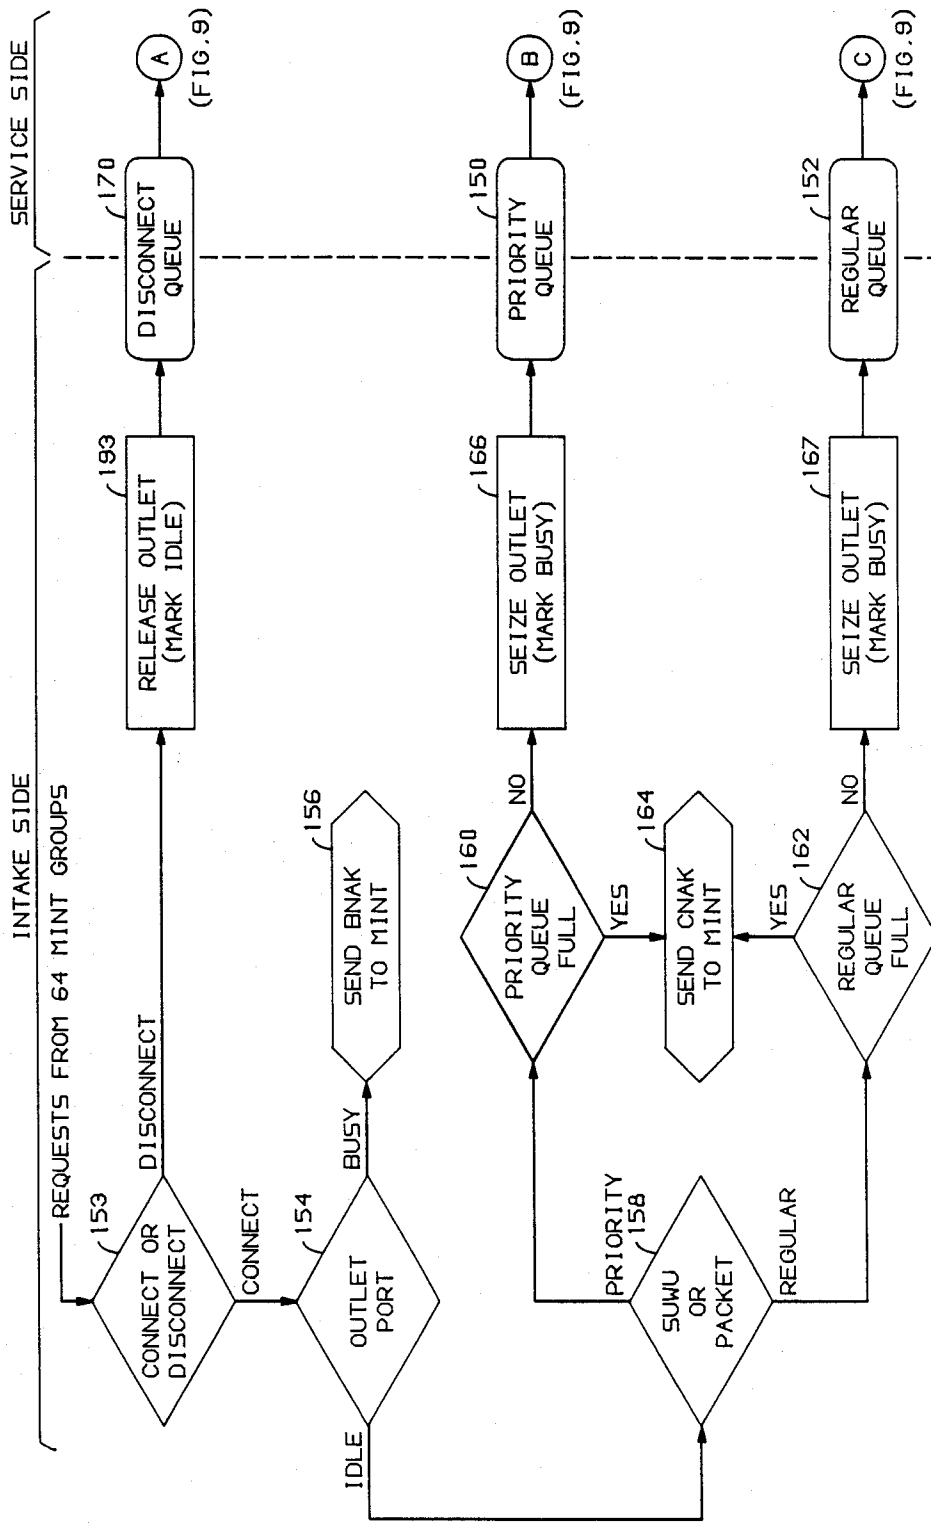 INTAKE SIDE
SERVICE SIDE
REQUESTS FROM 64 MINT GROUPS
153
CONNECT OR
DISCONNECT
DISCONNECT
193
RELEASE OUTLET
(MARK IDLE)
170
DISCONNECT
QUEUE
A
(FIG.9)
CONNECT
154
OUTLET
PORT
BUSY
156
SEND BNAK
TO MINT
IDLE
PRIORITY
158
SUWU
OR
PACKET
REGULAR
160
PRIORITY
QUEUE
FULL
NO
166
SEIZE OUTLET
(MARK BUSY)
150
PRIORITY
QUEUE
B
(FIG.9)
YES
164
SEND CNAK
TO MINT
YES
162
REGULAR
QUEUE
FULL
NO
167
SEIZE OUTLET
(MARK BUSY)
152
REGULAR
QUEUE
C
(FIG.9)